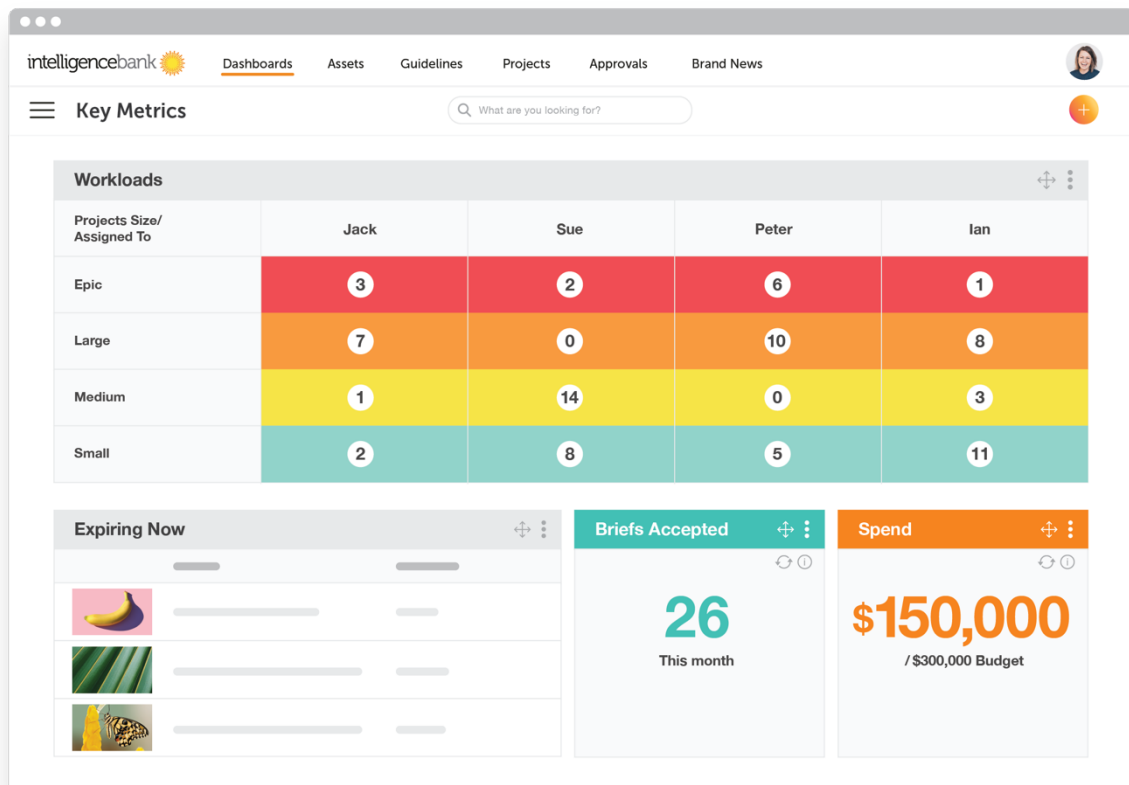 intelligencebank Dashboards Assets Guidelines Projects Approvals Brand News
Key Metrics What are you looking for?
Workloads
Projects Size/
Assigned To
Jack Sue Peter Ian
Epic 3 2 6 1
Large 7 0 10 8
Medium 1 14 0 3
Small 2 8 5 11
Expiring Now
Briefs Accepted
26
This month
Spend
$150,000
/ $300,000 Budget